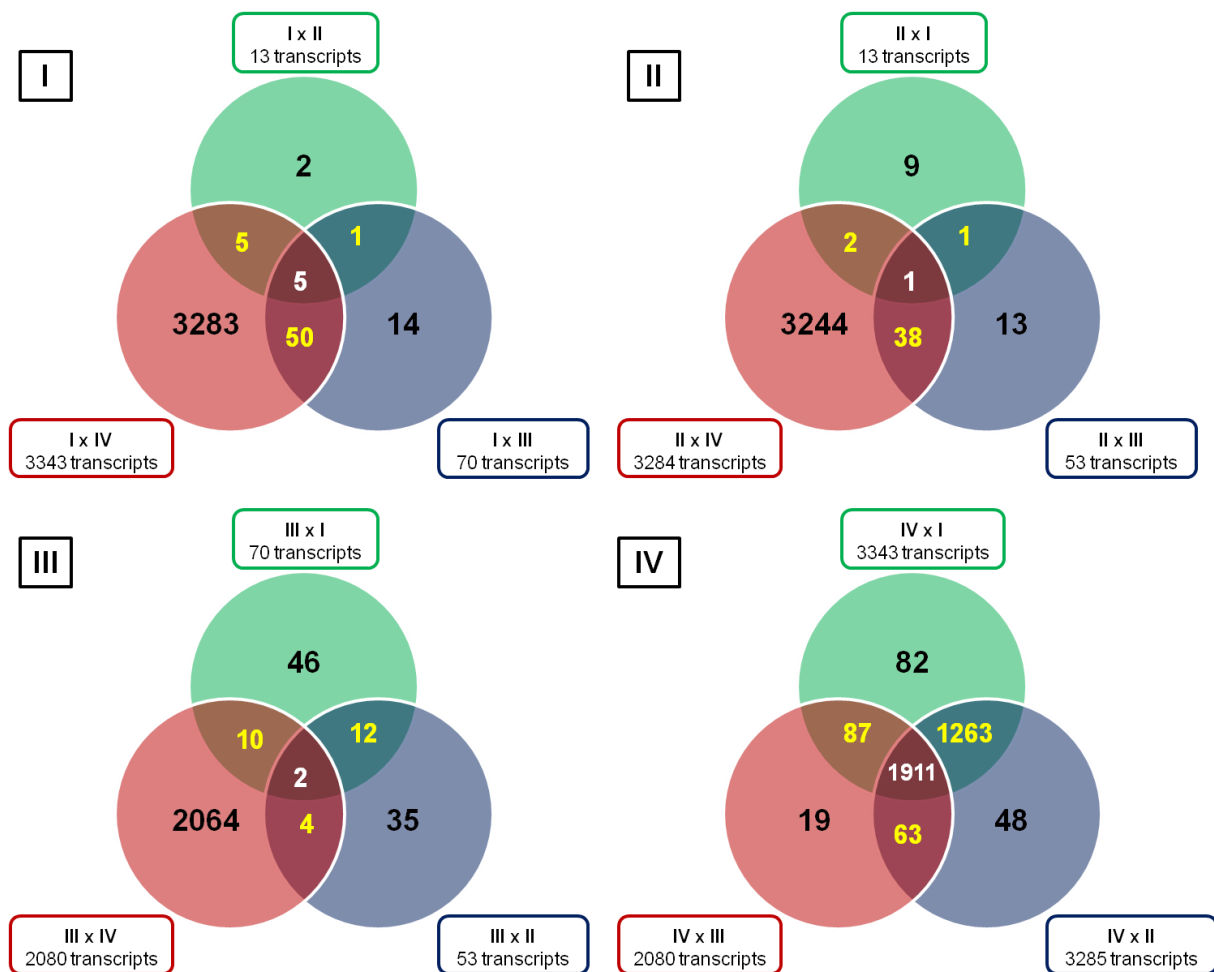 I
I x II
13 transcripts
2
5
1
5
3283
50
14
I x IV
3343 transcripts
I x III
70 transcripts
II
II x I
13 transcripts
9
2
1
1
3244
38
13
II x IV
3284 transcripts
II x III
53 transcripts
III
III x I
70 transcripts
46
10
12
2
2064
4
35
III x IV
2080 transcripts
III x II
53 transcripts
IV
IV x I
3343 transcripts
82
87
1263
1911
19
63
48
IV x III
2080 transcripts
IV x II
3285 transcripts